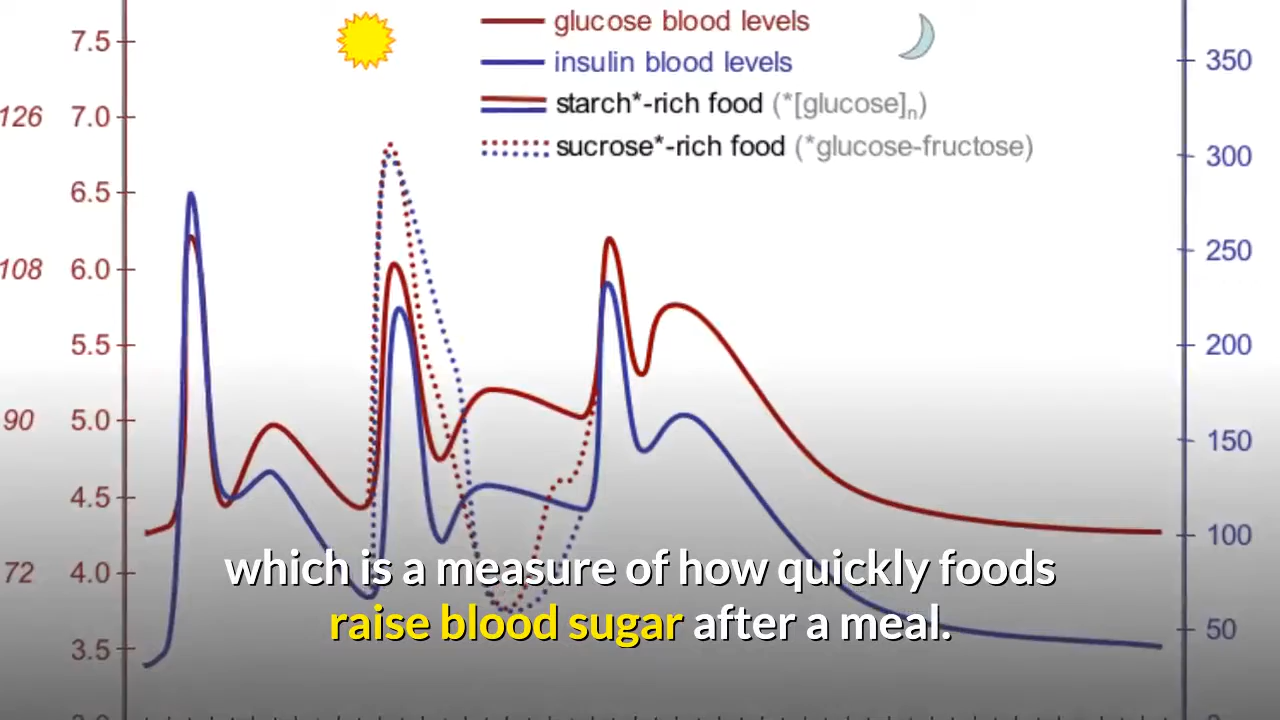 glucose blood levels
insulin blood levels
starch*-rich food (*[glucose]n)
sucrose*-rich food (*glucose-fructose)
7.5
126 7.0
6.5
108 6.0
5.5
90 5.0
4.5
72 4.0
3.5
350
300
250
200
150
100
50
which is a measure of how quickly foods
raise blood sugar after a meal.